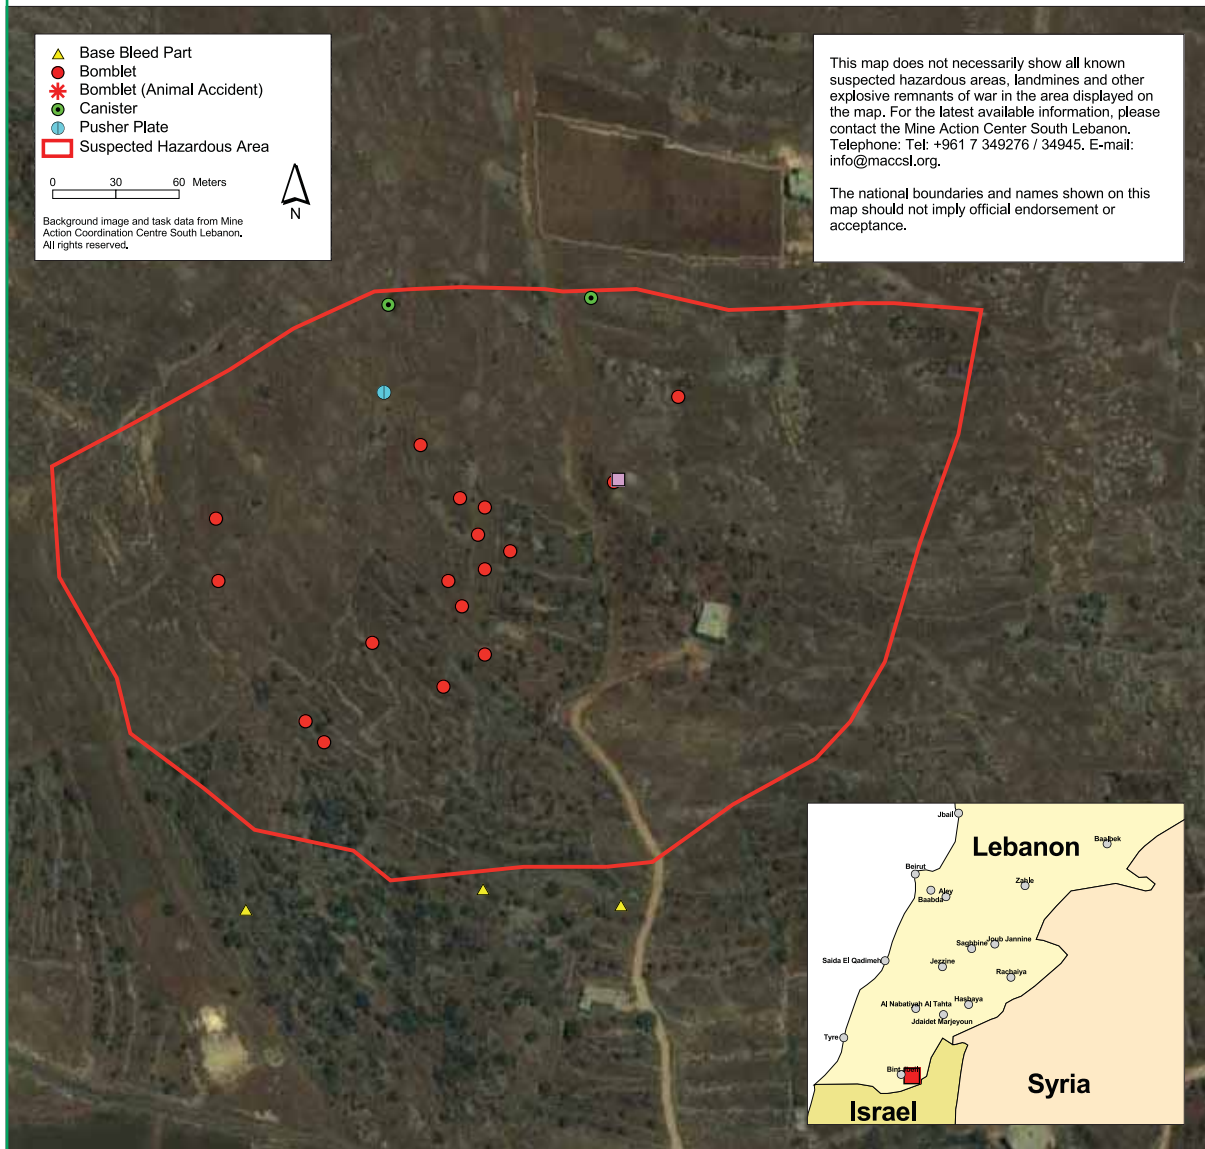 Base Bleed Part
Bomblet
Bomblet (Animal Accident)
Canister
Pusher Plate
Suspected Hazardous Area
0 30 60 Meters
N
Background image and task data from Mine
Action Coordination Centre South Lebanon.
All rights reserved.
This map does not necessarily show all known
suspected hazardous areas, landmines and other
explosive remnants of war in the area displayed on
the map. For the latest available information, please
contact the Mine Action Center South Lebanon.
Telephone: Tel: +961 7 349276 / 34945. E-mail:
info@maccsl.org.
The national boundaries and names shown on this
map should not imply official endorsement or
acceptance.
Jbail
Lebanon
Baalbek
Beirut
Zahle
Aley
Baabda
Saghbine
Joub Jannine
Saida El Qadimeh
Jezzine
Rachaiya
Al Nabatiyah Al Tahta
Hasbaya
Jdaidet Marjeyoun
Tyre
Bint
Syria
Israel